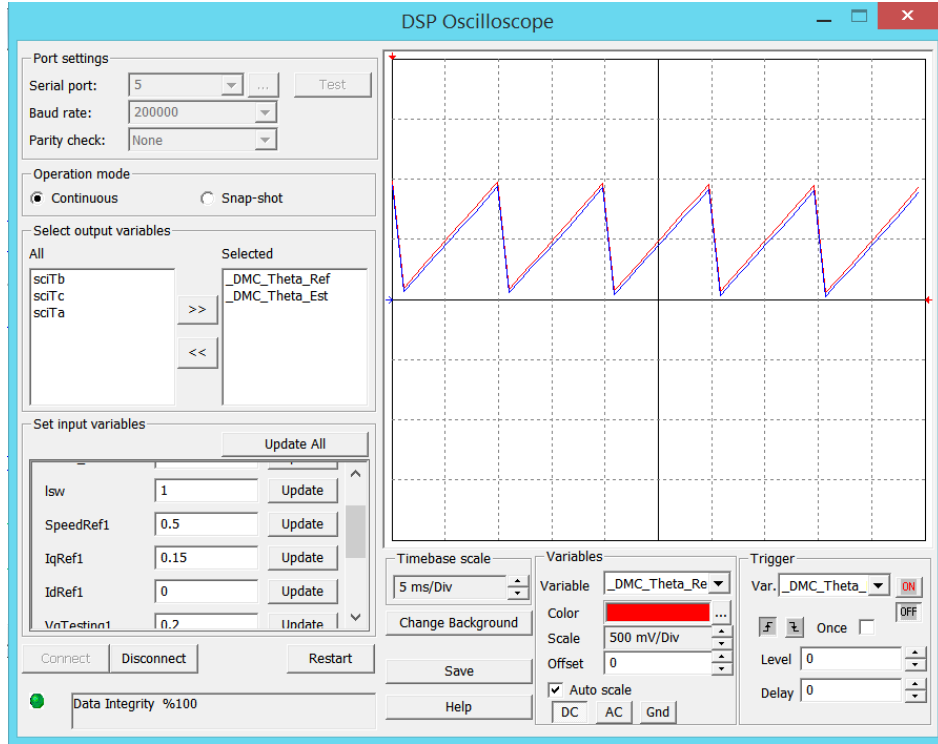 DSP Oscilloscope
Port settings
Serial port: 5 ... Test
Baud rate: 200000
Parity check: None
Operation mode
Continuous Snap-shot
Select output variables
All Selected
sciTb
sciTc
sciTa
_DMC_Theta_Ref
_DMC_Theta_Est
>>
<<
Set input variables
Update All
lsw 1 Update
SpeedRef1 0.5 Update
IqRef1 0.15 Update
IdRef1 0 Update
VqTesting1 0.2 Update
Connect Disconnect Restart
Data Integrity %100
Timebase scale
5 ms/Div
Change Background
Save
Help
Variables
Variable _DMC_Theta_Re
Color ...
Scale 500 mV/Div
Offset 0
Auto scale
DC AC Gnd
Trigger
Var. _DMC_Theta_ ON
OFF
Once
Level 0
Delay 0